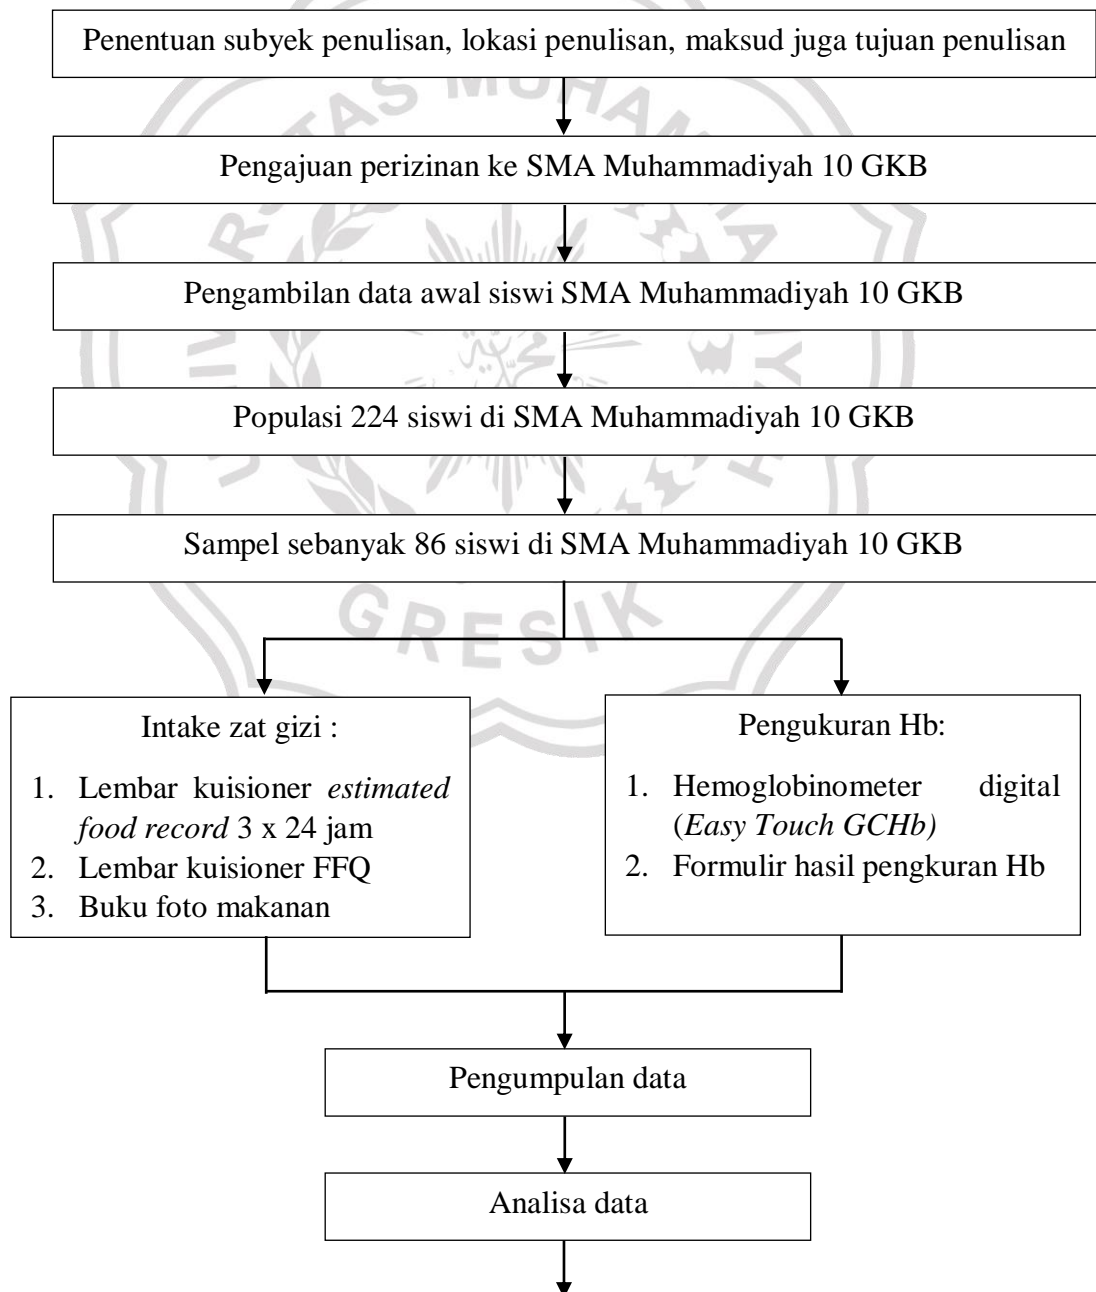 Penentuan subyek penulisan, lokasi penulisan, maksud juga tujuan penulisan
Pengajuan perizinan ke SMA Muhammadiyah 10 GKB
Pengambilan data awal siswi SMA Muhammadiyah 10 GKB
Populasi 224 siswi di SMA Muhammadiyah 10 GKB
Sampel sebanyak 86 siswi di SMA Muhammadiyah 10 GKB
GRESIK
Intake zat gizi :
1. Lembar kuisioner estimated
food record 3 x 24 jam
2. Lembar kuisioner FFQ
3. Buku foto makanan
Pengukuran Hb:
1. Hemoglobinometer digital
(Easy Touch GCHb)
2. Formulir hasil pengkuran Hb
Pengumpulan data
Analisa data